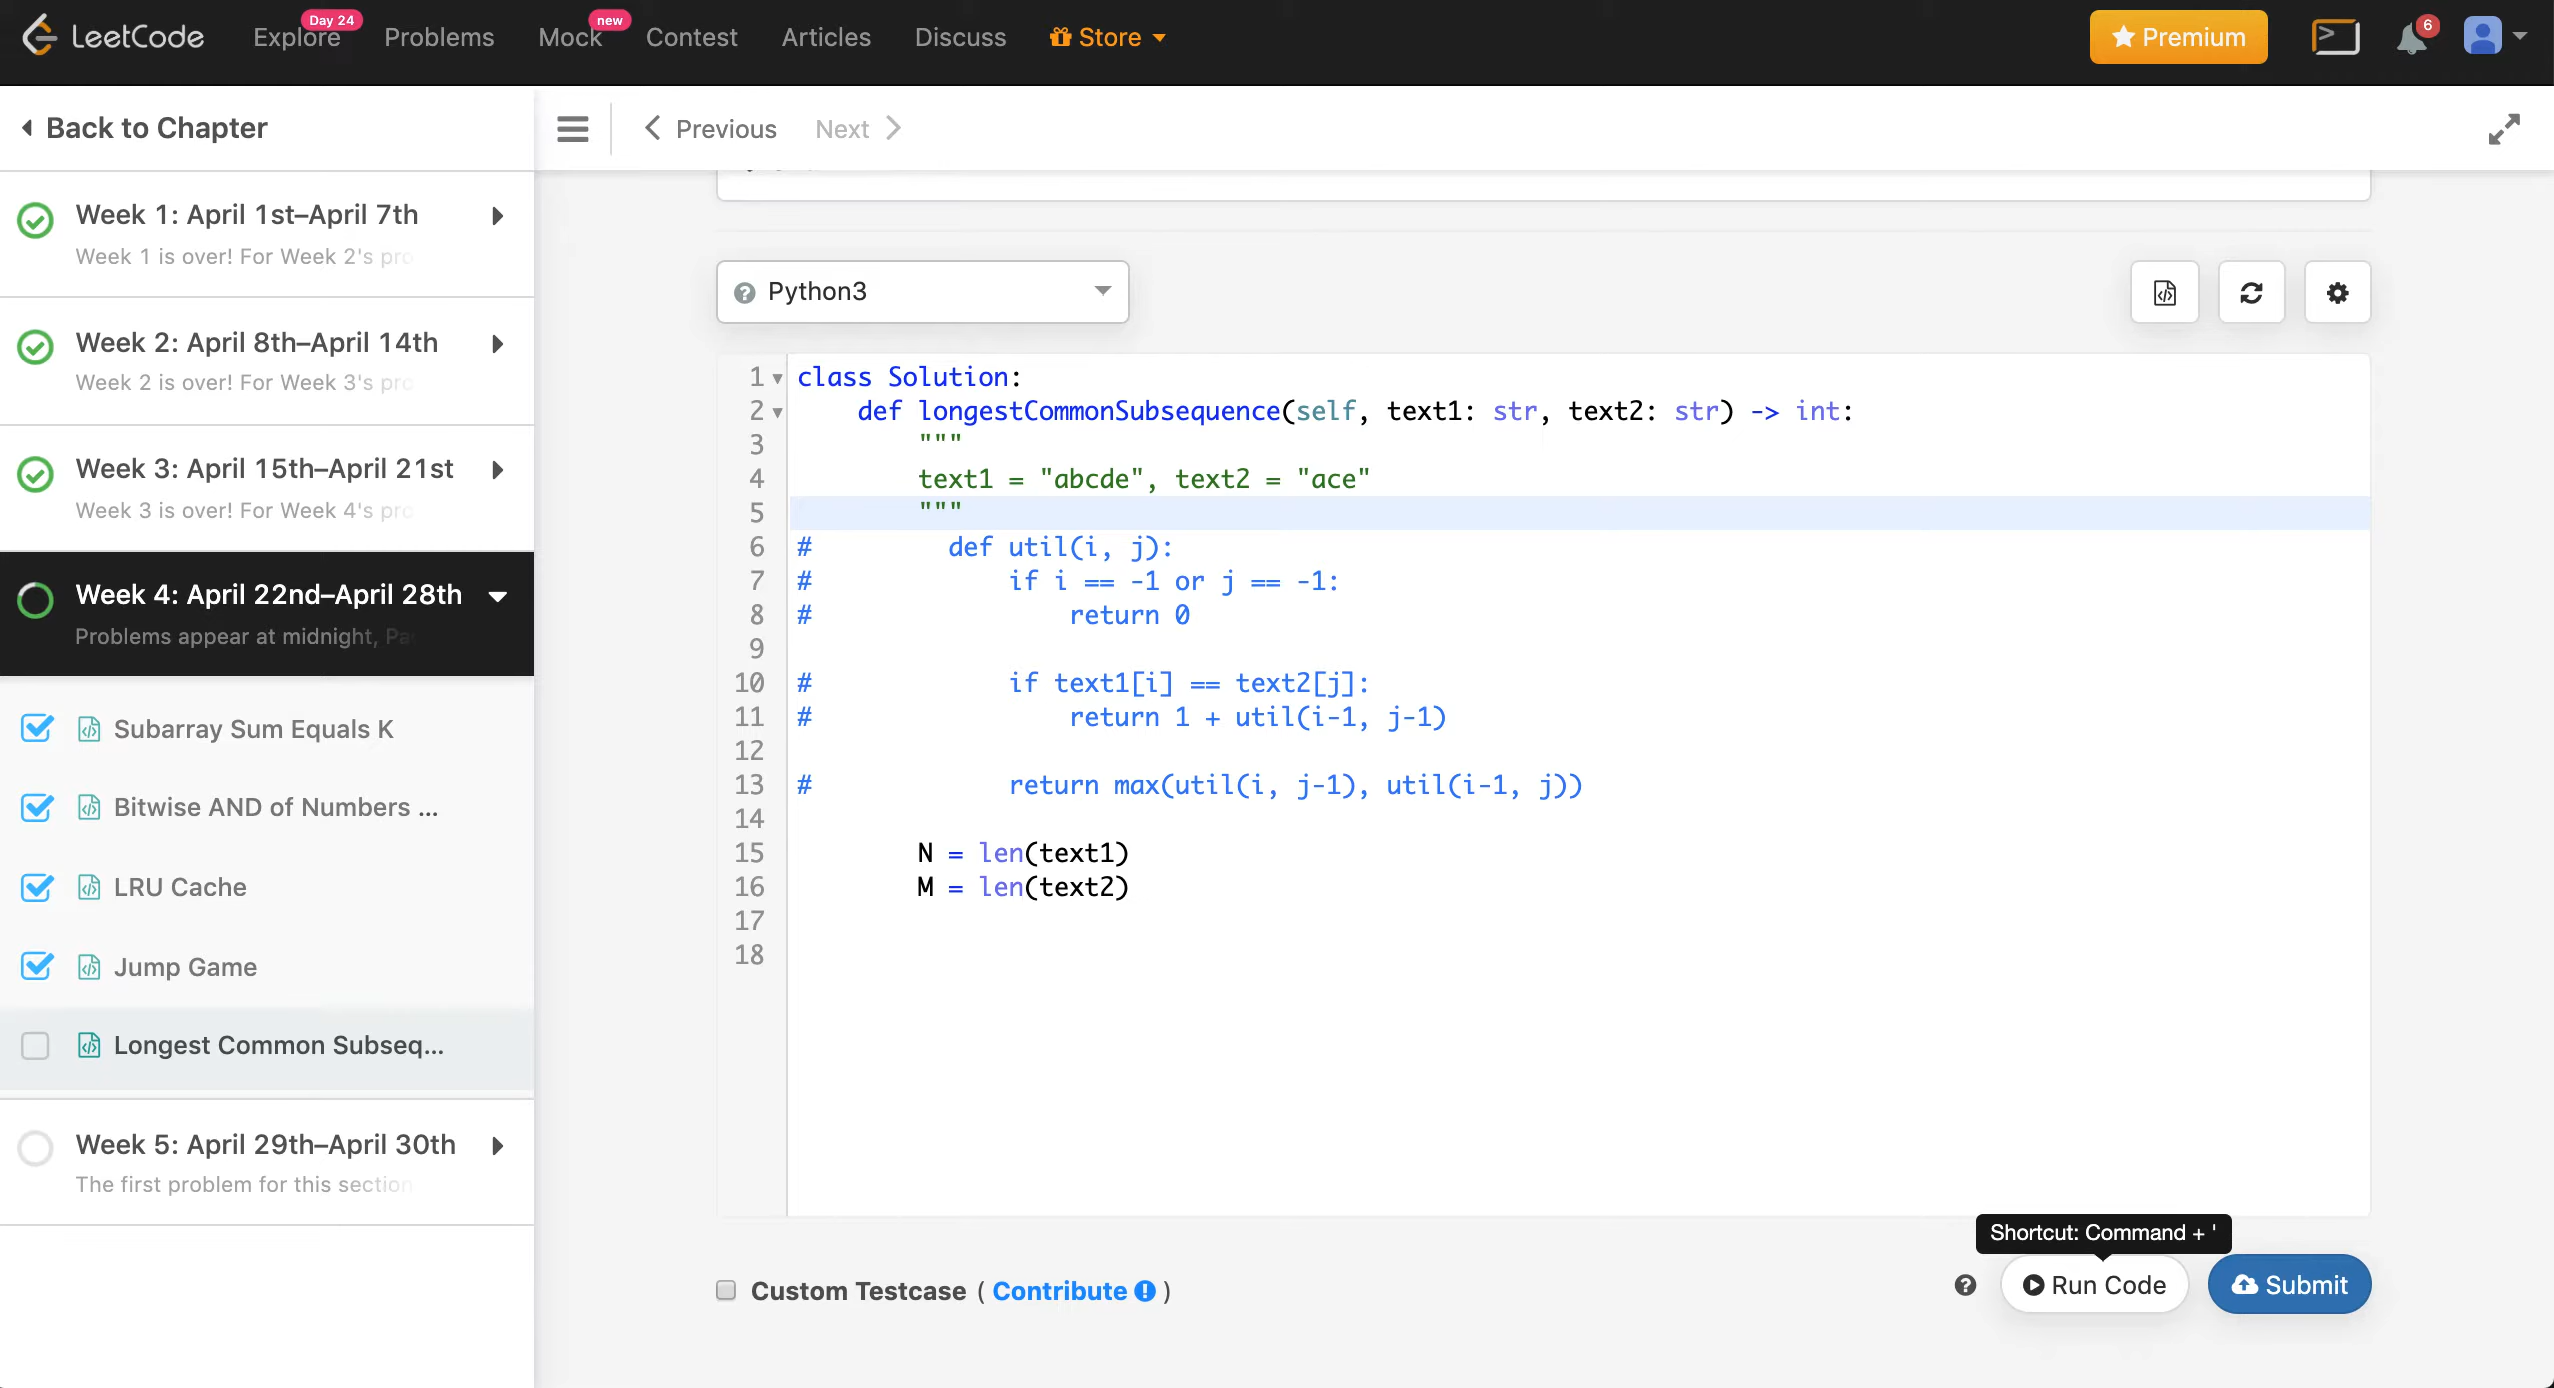 LeetCode
Explore
Day 24
Problems
Mock
new
Contest
Articles
Discuss
Store
Premium
6
Back to Chapter
Previous
Next
Week 1: April 1st–April 7th
Week 1 is over! For Week 2's pro
Week 2: April 8th–April 14th
Week 2 is over! For Week 3's pro
Week 3: April 15th–April 21st
Week 3 is over! For Week 4's pro
Week 4: April 22nd–April 28th
Problems appear at midnight, Pa
Subarray Sum Equals K
Bitwise AND of Numbers ...
LRU Cache
Jump Game
Longest Common Subseq...
Week 5: April 29th–April 30th
The first problem for this section
Python3
1 class Solution:
2     def longestCommonSubsequence(self, text1: str, text2: str) -> int:
3         """
4         text1 = "abcde", text2 = "ace"
5         """
6 #         def util(i, j):
7 #             if i == -1 or j == -1:
8 #                 return 0
9
10 #             if text1[i] == text2[j]:
11 #                 return 1 + util(i-1, j-1)
12
13 #             return max(util(i, j-1), util(i-1, j))
14
15         N = len(text1)
16         M = len(text2)
17
18
Shortcut: Command + '
Custom Testcase ( Contribute )
Run Code
Submit